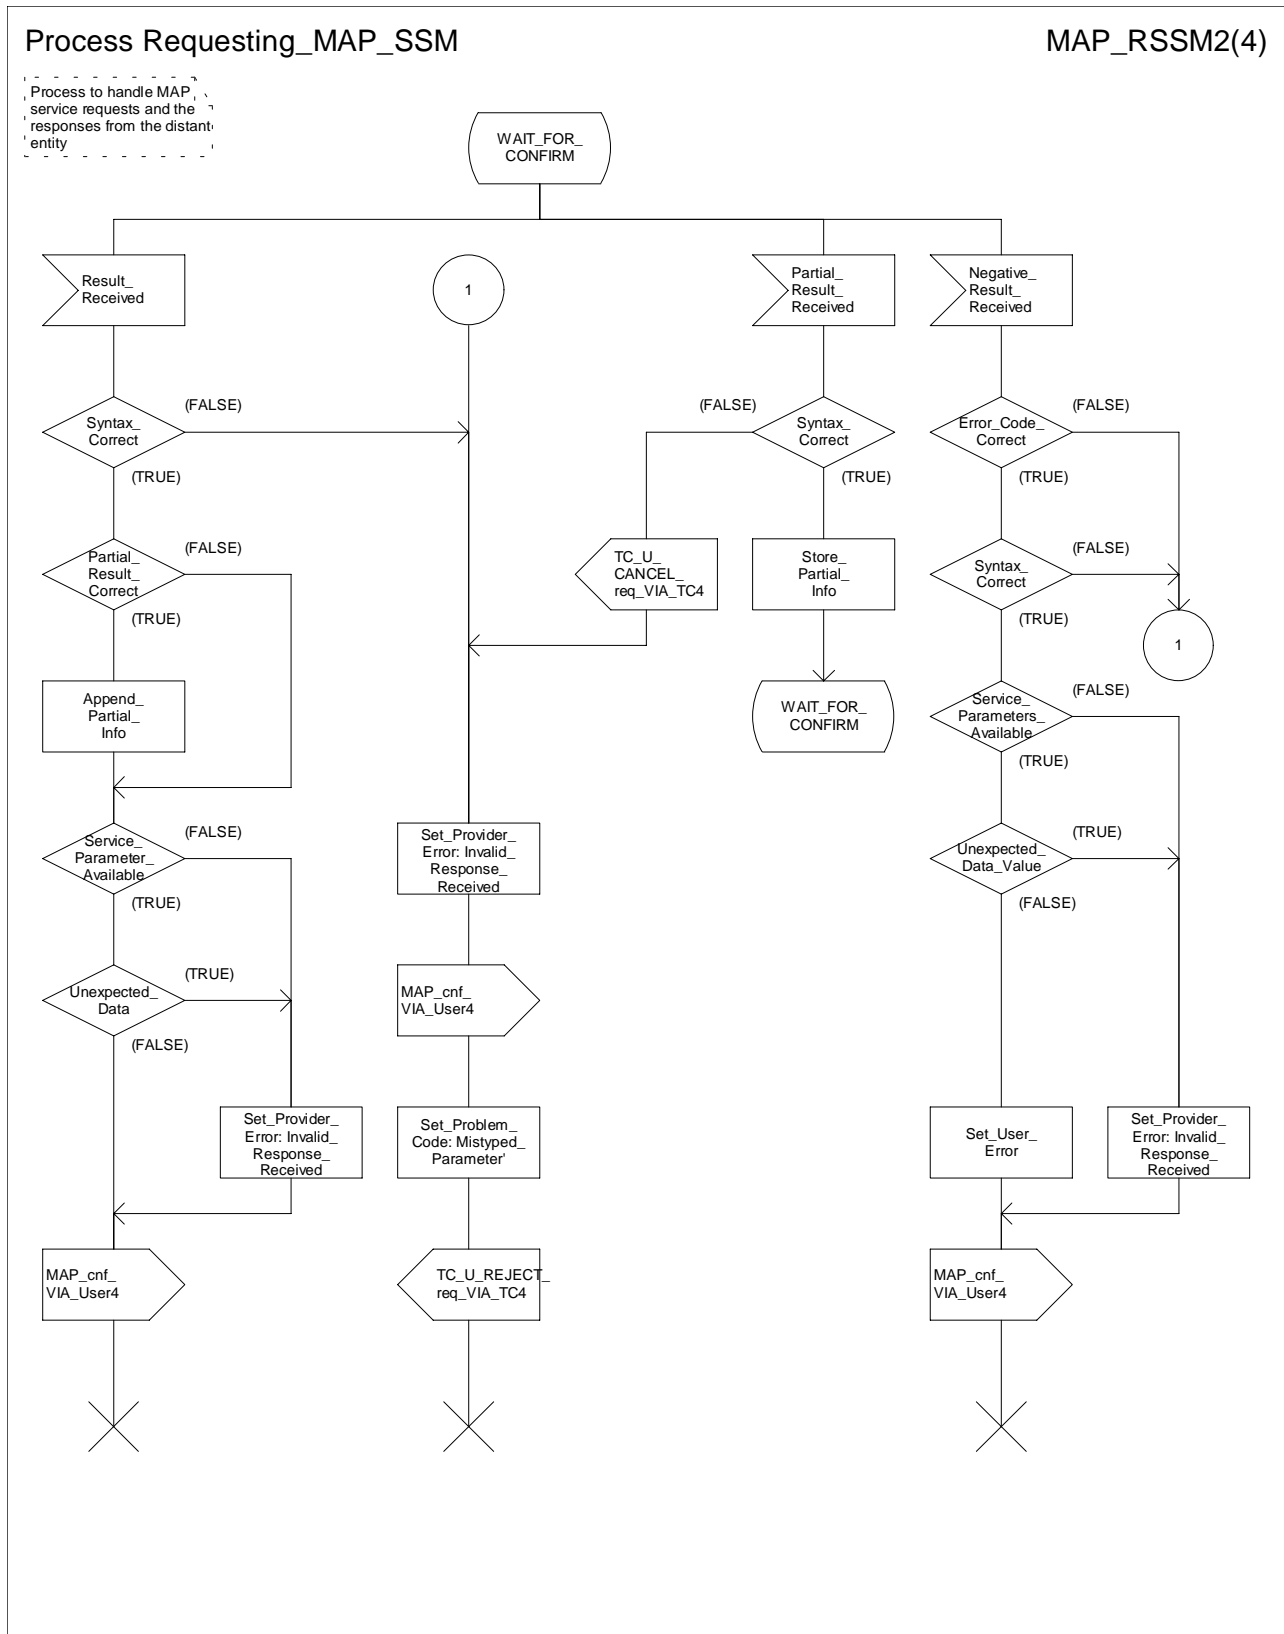 Process Requesting_MAP_SSM
MAP_RSSM2(4)
Process to handle MAP
service requests and the
responses from the distant
entity
WAIT_FOR_
CONFIRM
Result_
Received
1
Partial_
Result_
Received
Negative_
Result_
Received
Syntax_
Correct
(FALSE)
(TRUE)
(FALSE)
Syntax_
Correct
(TRUE)
Error_Code_
Correct
(FALSE)
(TRUE)
Partial_
Result_
Correct
(FALSE)
(TRUE)
TC_U_
CANCEL_
req_VIA_TC4
Store_
Partial_
Info
Syntax_
Correct
(FALSE)
(TRUE)
1
Append_
Partial_
Info
WAIT_FOR_
CONFIRM
Service_
Parameters_
Available
(FALSE)
(TRUE)
Service_
Parameter_
Available
(FALSE)
(TRUE)
Set_Provider_
Error: Invalid_
Response_
Received
Unexpected_
Data_Value
(TRUE)
(FALSE)
Unexpected_
Data
(TRUE)
(FALSE)
MAP_cnf_
VIA_User4
Set_Provider_
Error: Invalid_
Response_
Received
Set_Problem_
Code: Mistyped_
Parameter'
Set_User_
Error
Set_Provider_
Error: Invalid_
Response_
Received
MAP_cnf_
VIA_User4
TC_U_REJECT_
req_VIA_TC4
MAP_cnf_
VIA_User4